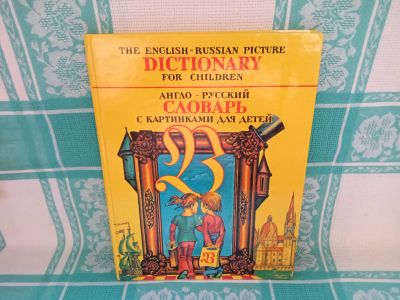 THE ENGLISH-RUSSIAN PICTURE
DICTIONARY
FOR CHILDREN
АНГЛО-РУССКИЙ
СЛОВАРЬ
С КАРТИНКАМИ ДЛЯ ДЕТЕЙ
B
B